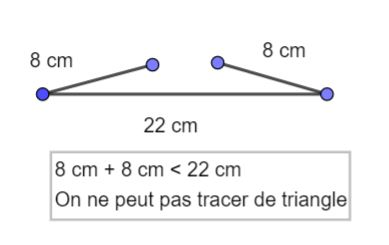 8 cm
8 cm
22 cm
8 cm + 8 cm < 22 cm
On ne peut pas tracer de triangle